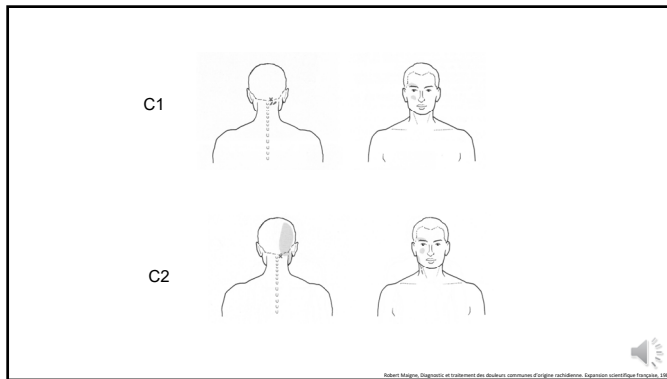 C1
C2
Robert Maigne, Diagnostic et traitement des douleurs communes d'origine rachidienne. Expansion scientifique française,